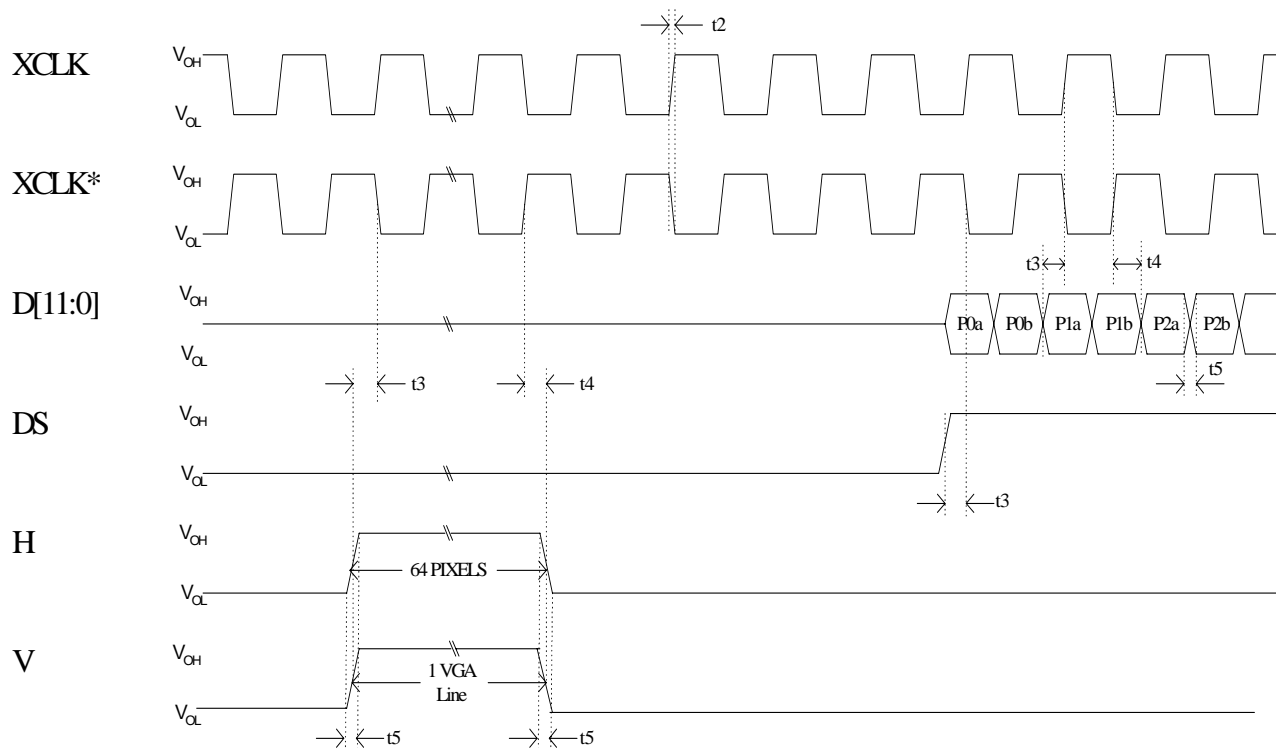 t2
XCLK
VOH
VOL
XCLK*
VOH
VOL
t3
t4
D[11:0]
VOH
VOL
P0a
P0b
P1a
P1b
P2a
P2b
t3
t4
t5
DS
VOH
VOL
t3
H
VOH
VOL
64 PIXELS
V
VOH
VOL
1 VGA
Line
t5
t5